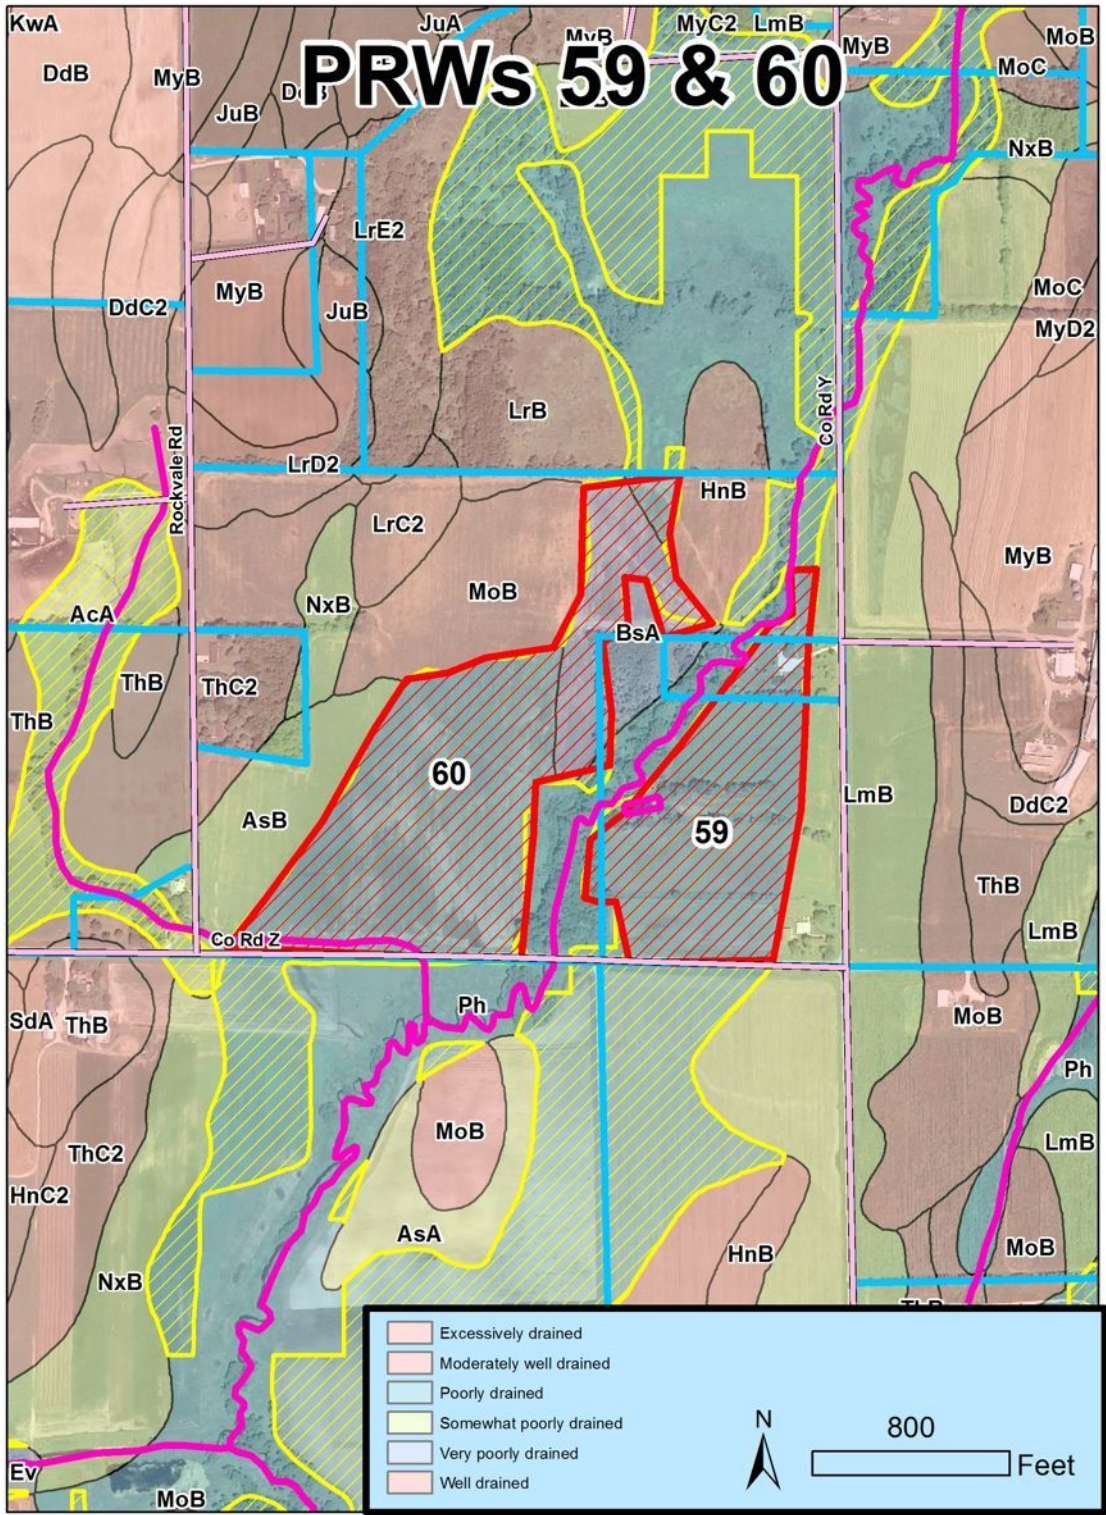 PRWs 59 & 60
KwA
JuA
MyB
MyC2
LmB
MyB
MoB
DdB
MyB
MoC
JuB
NxB
LrE2
MyB
JuB
MoC
DdC2
MyD2
LrB
Co Rd Y
Rockvale Rd
LrD2
HnB
LrC2
MyB
MoB
NxB
AcA
BsA
ThB
ThC2
ThB
60
LmB
DdC2
AsB
59
ThB
LmB
Co Rd Z
Ph
SdA
ThB
MoB
Ph
MoB
LmB
ThC2
HnC2
AsA
HnB
MoB
NxB
Excessively drained
Moderately well drained
Poorly drained
Somewhat poorly drained
Very poorly drained
Well drained
N
800
Feet
Ev
MoB